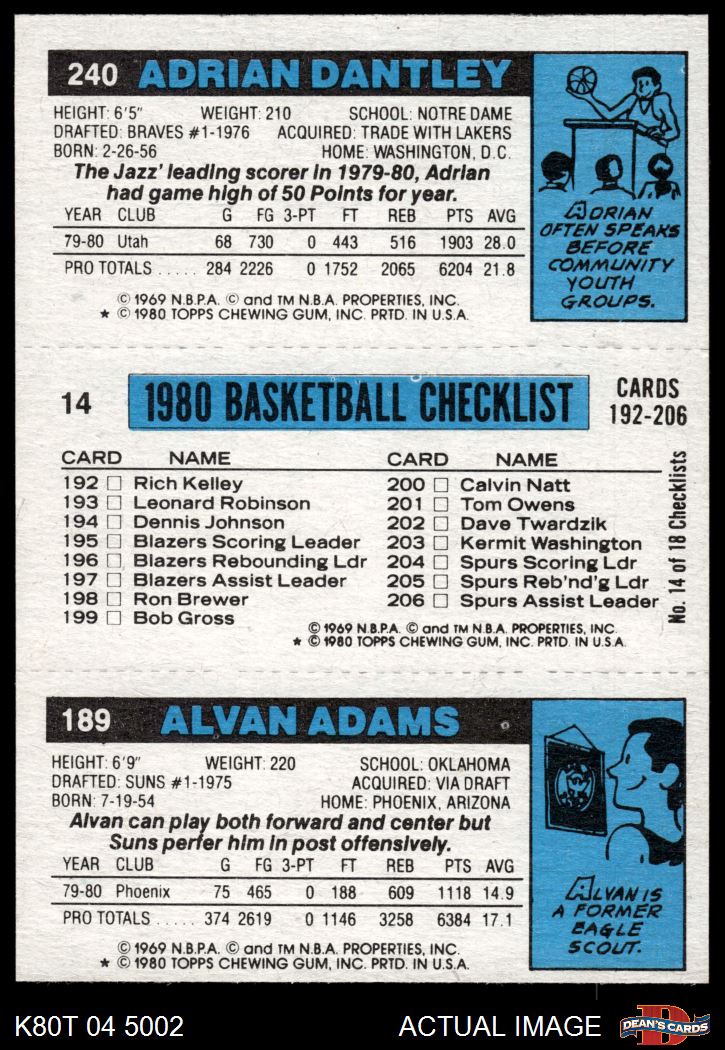 240 ADRIAN DANTLEY
HEIGHT: 6'5" WEIGHT: 210 SCHOOL: NOTRE DAME
DRAFTED: BRAVES #1-1976 ACQUIRED: TRADE WITH LAKERS
BORN: 2-26-56 HOME: WASHINGTON, D.C.
The Jazz' leading scorer in 1979-80, Adrian
had game high of 50 Points for year.
YEAR CLUB G FG 3-PT FT REB PTS AVG
79-80 Utah 68 730 0 443 516 1903 28.0
PRO TOTALS ..... 284 2226 0 1752 2065 6204 21.8
© 1969 N.B.P.A. © and TM N.B.A. PROPERTIES, INC.
★ © 1980 TOPPS CHEWING GUM, INC. PRTD. IN U.S.A.
ADRIAN
OFTEN SPEAKS
BEFORE
COMMUNITY
YOUTH
GROUPS.
14 1980 BASKETBALL CHECKLIST CARDS
192-206
CARD NAME
192 □ Rich Kelley
193 □ Leonard Robinson
194 □ Dennis Johnson
195 □ Blazers Scoring Leader
196 □ Blazers Rebounding Ldr
197 □ Blazers Assist Leader
198 □ Ron Brewer
199 □ Bob Gross
CARD NAME
200 □ Calvin Natt
201 □ Tom Owens
202 □ Dave Twardzik
203 □ Kermit Washington
204 □ Spurs Scoring Ldr
205 □ Spurs Reb'nd'g Ldr
206 □ Spurs Assist Leader
No. 14 of 18 Checklists
© 1969 N.B.P.A. © and TM N.B.A. PROPERTIES, INC.
★ © 1980 TOPPS CHEWING GUM, INC. PRTD. IN U.S.A.
189 ALVAN ADAMS
HEIGHT: 6'9" WEIGHT: 220 SCHOOL: OKLAHOMA
DRAFTED: SUNS #1-1975 ACQUIRED: VIA DRAFT
BORN: 7-19-54 HOME: PHOENIX, ARIZONA
Alvan can play both forward and center but
Suns perfer him in post offensively.
YEAR CLUB G FG 3-PT FT REB PTS AVG
79-80 Phoenix 75 465 0 188 609 1118 14.9
PRO TOTALS ..... 374 2619 0 1146 3258 6384 17.1
© 1969 N.B.P.A. © and TM N.B.A. PROPERTIES, INC.
★ © 1980 TOPPS CHEWING GUM, INC. PRTD. IN U.S.A.
ALVAN IS
A FORMER
EAGLE
SCOUT.
K80T 04 5002 ACTUAL IMAGE DEAN'S CARDS